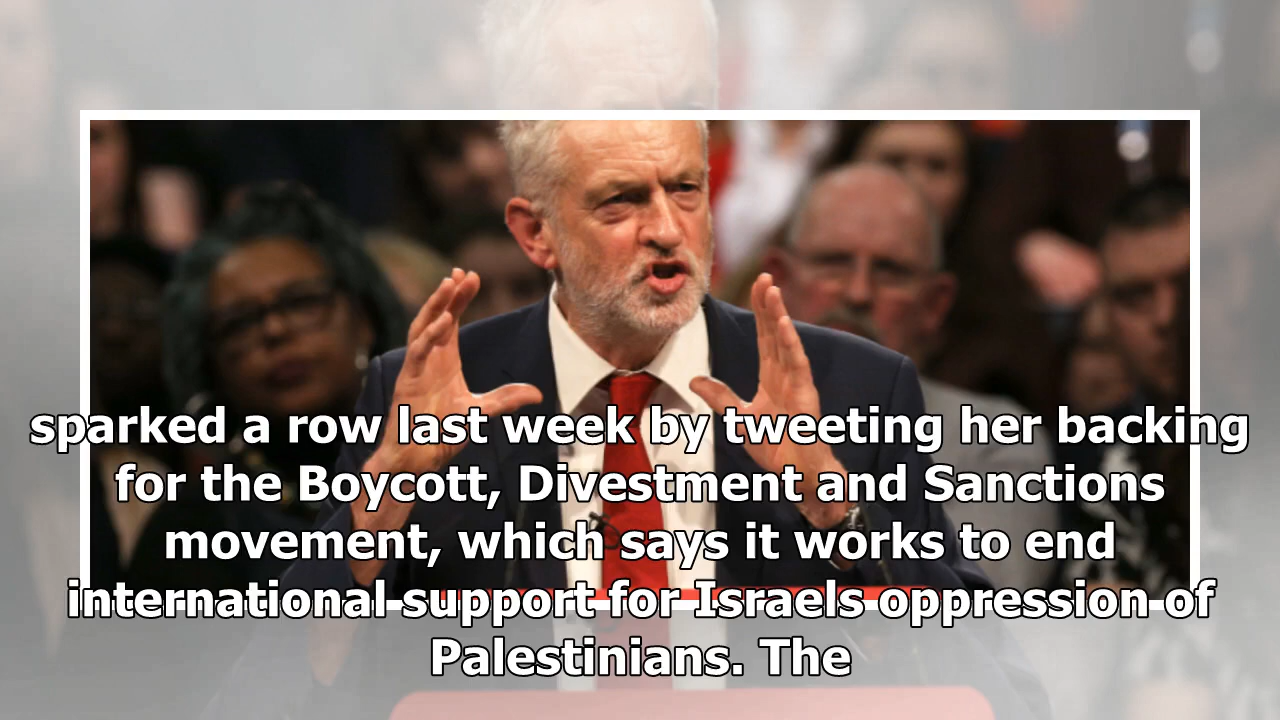 sparked a row last week by tweeting her backing
for the Boycott, Divestment and Sanctions
movement, which says it works to end
international support for Israels oppression of
Palestinians. The